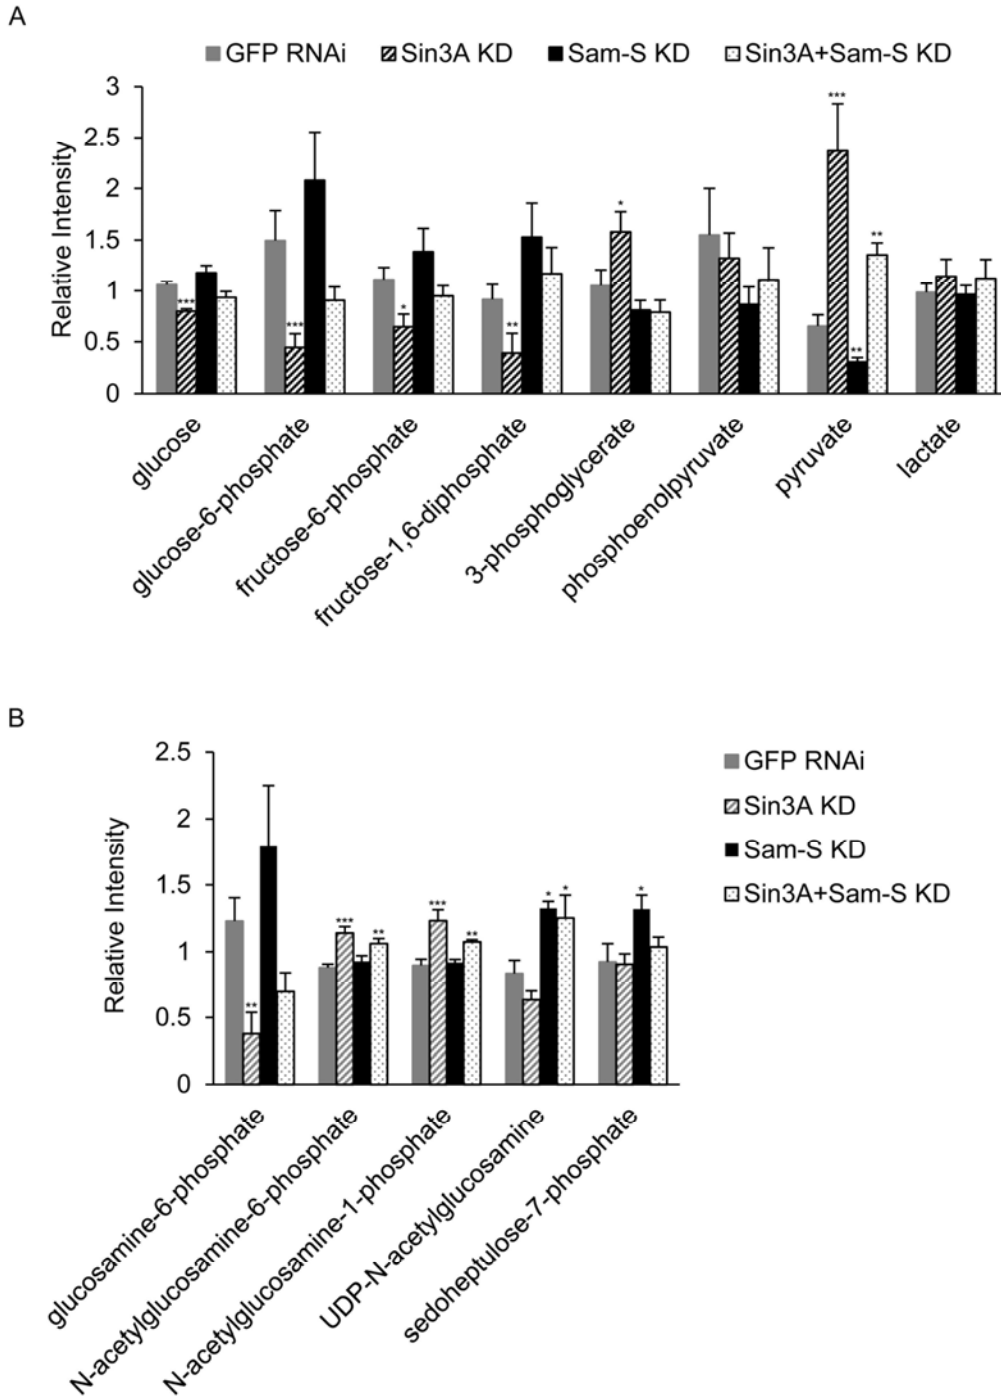 A
GFP RNAi Sin3A KD Sam-S KD Sin3A+Sam-S KD
Relative Intensity
3
2.5
2
1.5
1
0.5
0
***
***
*
**
*
***
**
**
glucose
glucose-6-phosphate
fructose-6-phosphate
fructose-1,6-diphosphate
3-phosphoglycerate
phosphoenolpyruvate
pyruvate
lactate
B
GFP RNAi
Sin3A KD
Sam-S KD
Sin3A+Sam-S KD
Relative Intensity
2.5
2
1.5
1
0.5
0
**
***
**
***
**
*
*
*
glucosamine-6-phosphate
N-acetylglucosamine-6-phosphate
N-acetylglucosmine-1-phosphate
UDP-N-acetylglucosamine
sedoheptulose-7-phosphate